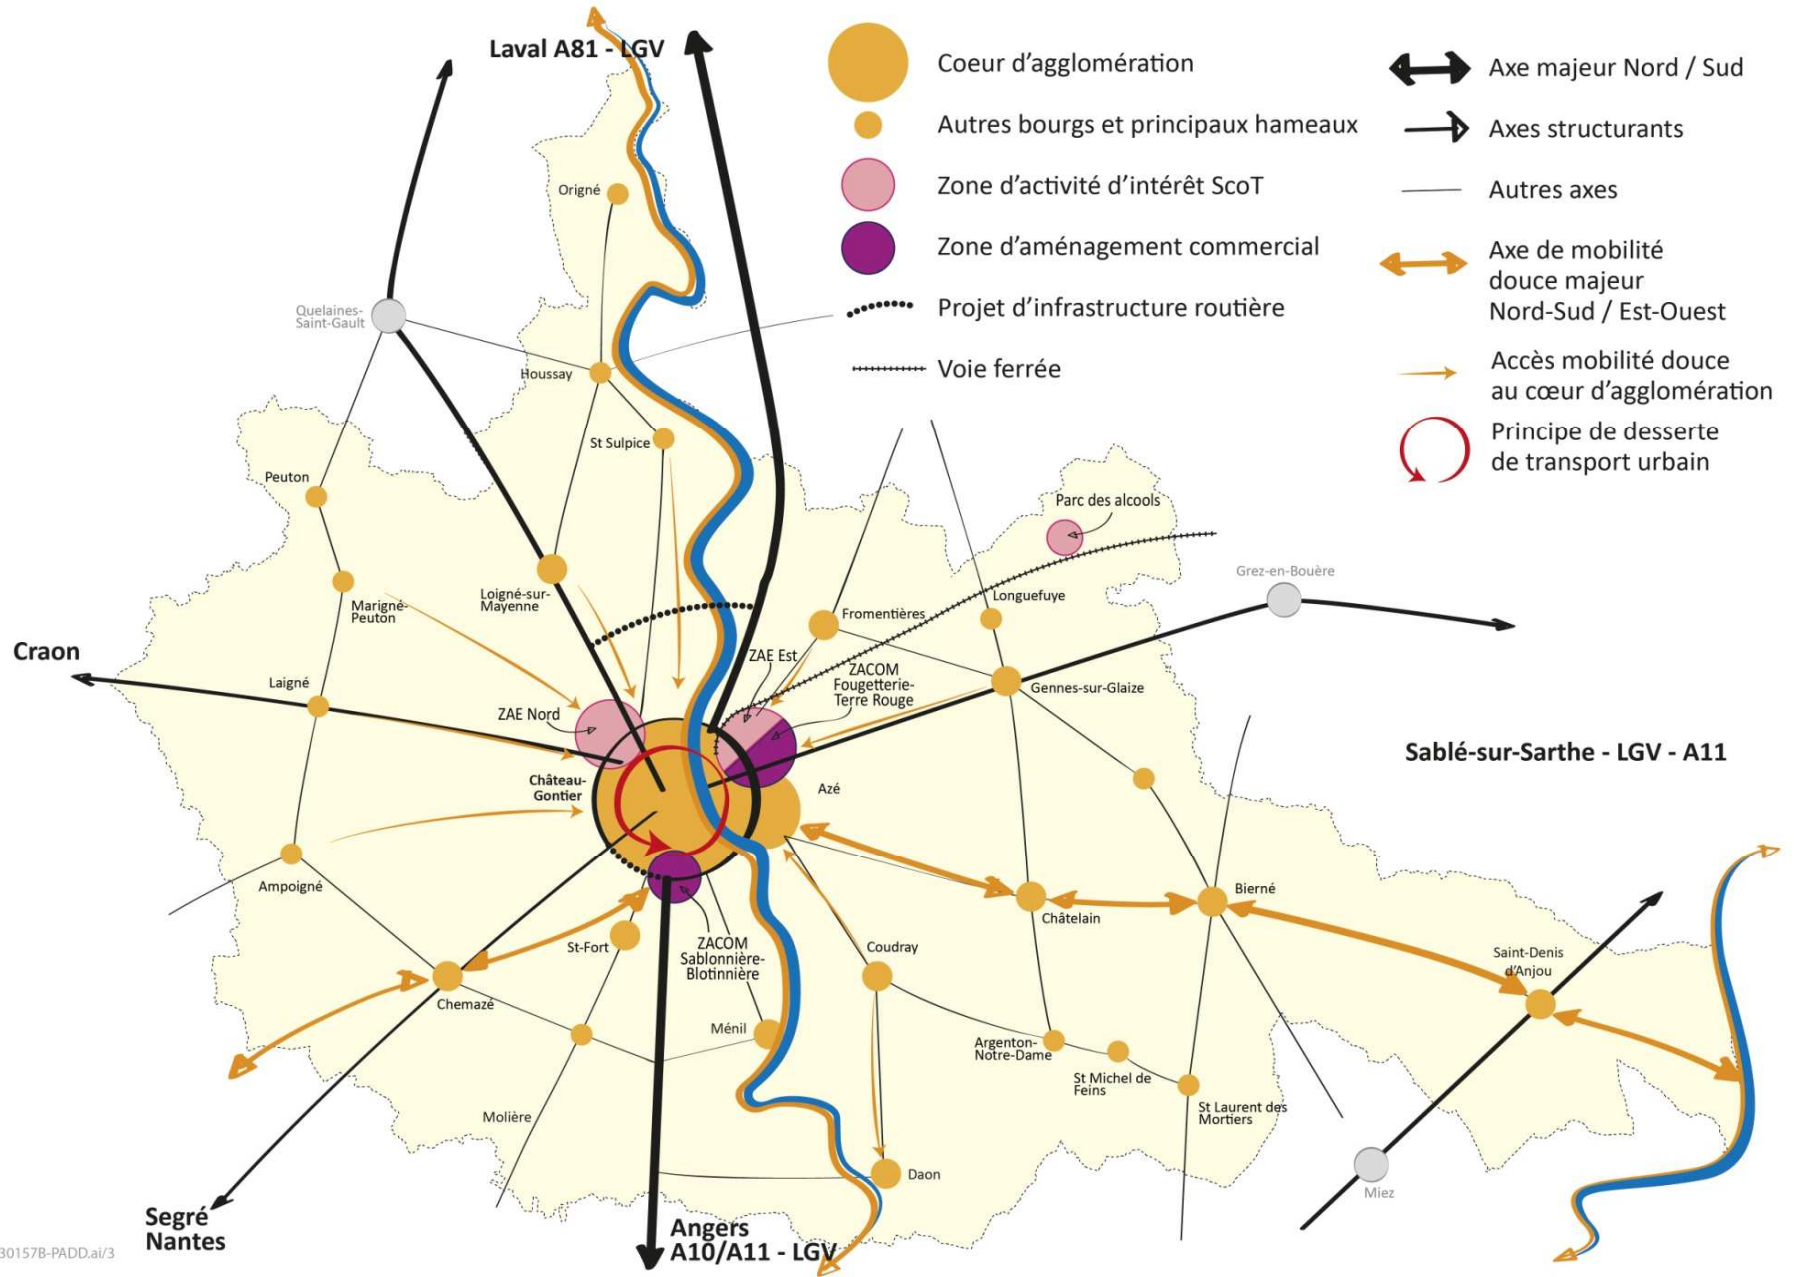 Laval A81 - LGV
Coeur d'agglomération
Autres bourgs et principaux hameaux
Zone d'activité d'intérêt ScoT
Zone d'aménagement commercial
Projet d'infrastructure routière
Voie ferrée
Axe majeur Nord / Sud
Axes structurants
Autres axes
Axe de mobilité
douce majeur
Nord-Sud / Est-Ouest
Accès mobilité douce
au cœur d'agglomération
Principe de desserte
de transport urbain
Origné
Quelaines-
Saint-Gault
Houssay
St Sulpice
Peuton
Parc des alcools
Marigné-
Peuton
Loigné-sur-
Mayenne
Fromentières
Longuefuye
Grez-en-Bouère
Craon
Laigné
ZAE Nord
ZAE Est
ZACOM
Fougetterie-
Terre Rouge
Gennes-sur-Glaize
Sablé-sur-Sarthe - LGV - A11
Château-
Gontier
Azé
Ampoigné
Châtelain
Bierné
St-Fort
ZACOM
Sablonnière-
Blotinnière
Coudray
Saint-Denis
d'Anjou
Chemazé
Ménil
Argenton-
Notre-Dame
St Michel de
Feins
St Laurent des
Mortiers
Molière
Daon
Miez
Segré
Nantes
Angers
A10/A11 - LGV
30157B-PADD.ai/3